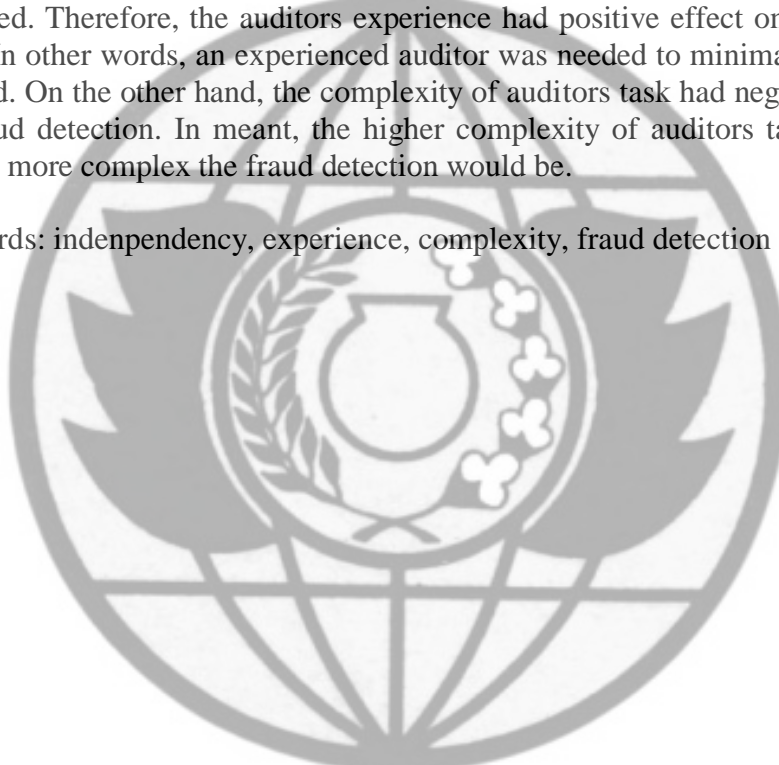 ed. Therefore, the auditors experience had positive effect on
n other words, an experienced auditor was needed to minima
d. On the other hand, the complexity of auditors task had neg
ud detection. In meant, the higher complexity of auditors ta
more complex the fraud detection would be.
rds: indenpendency, experience, complexity, fraud detection